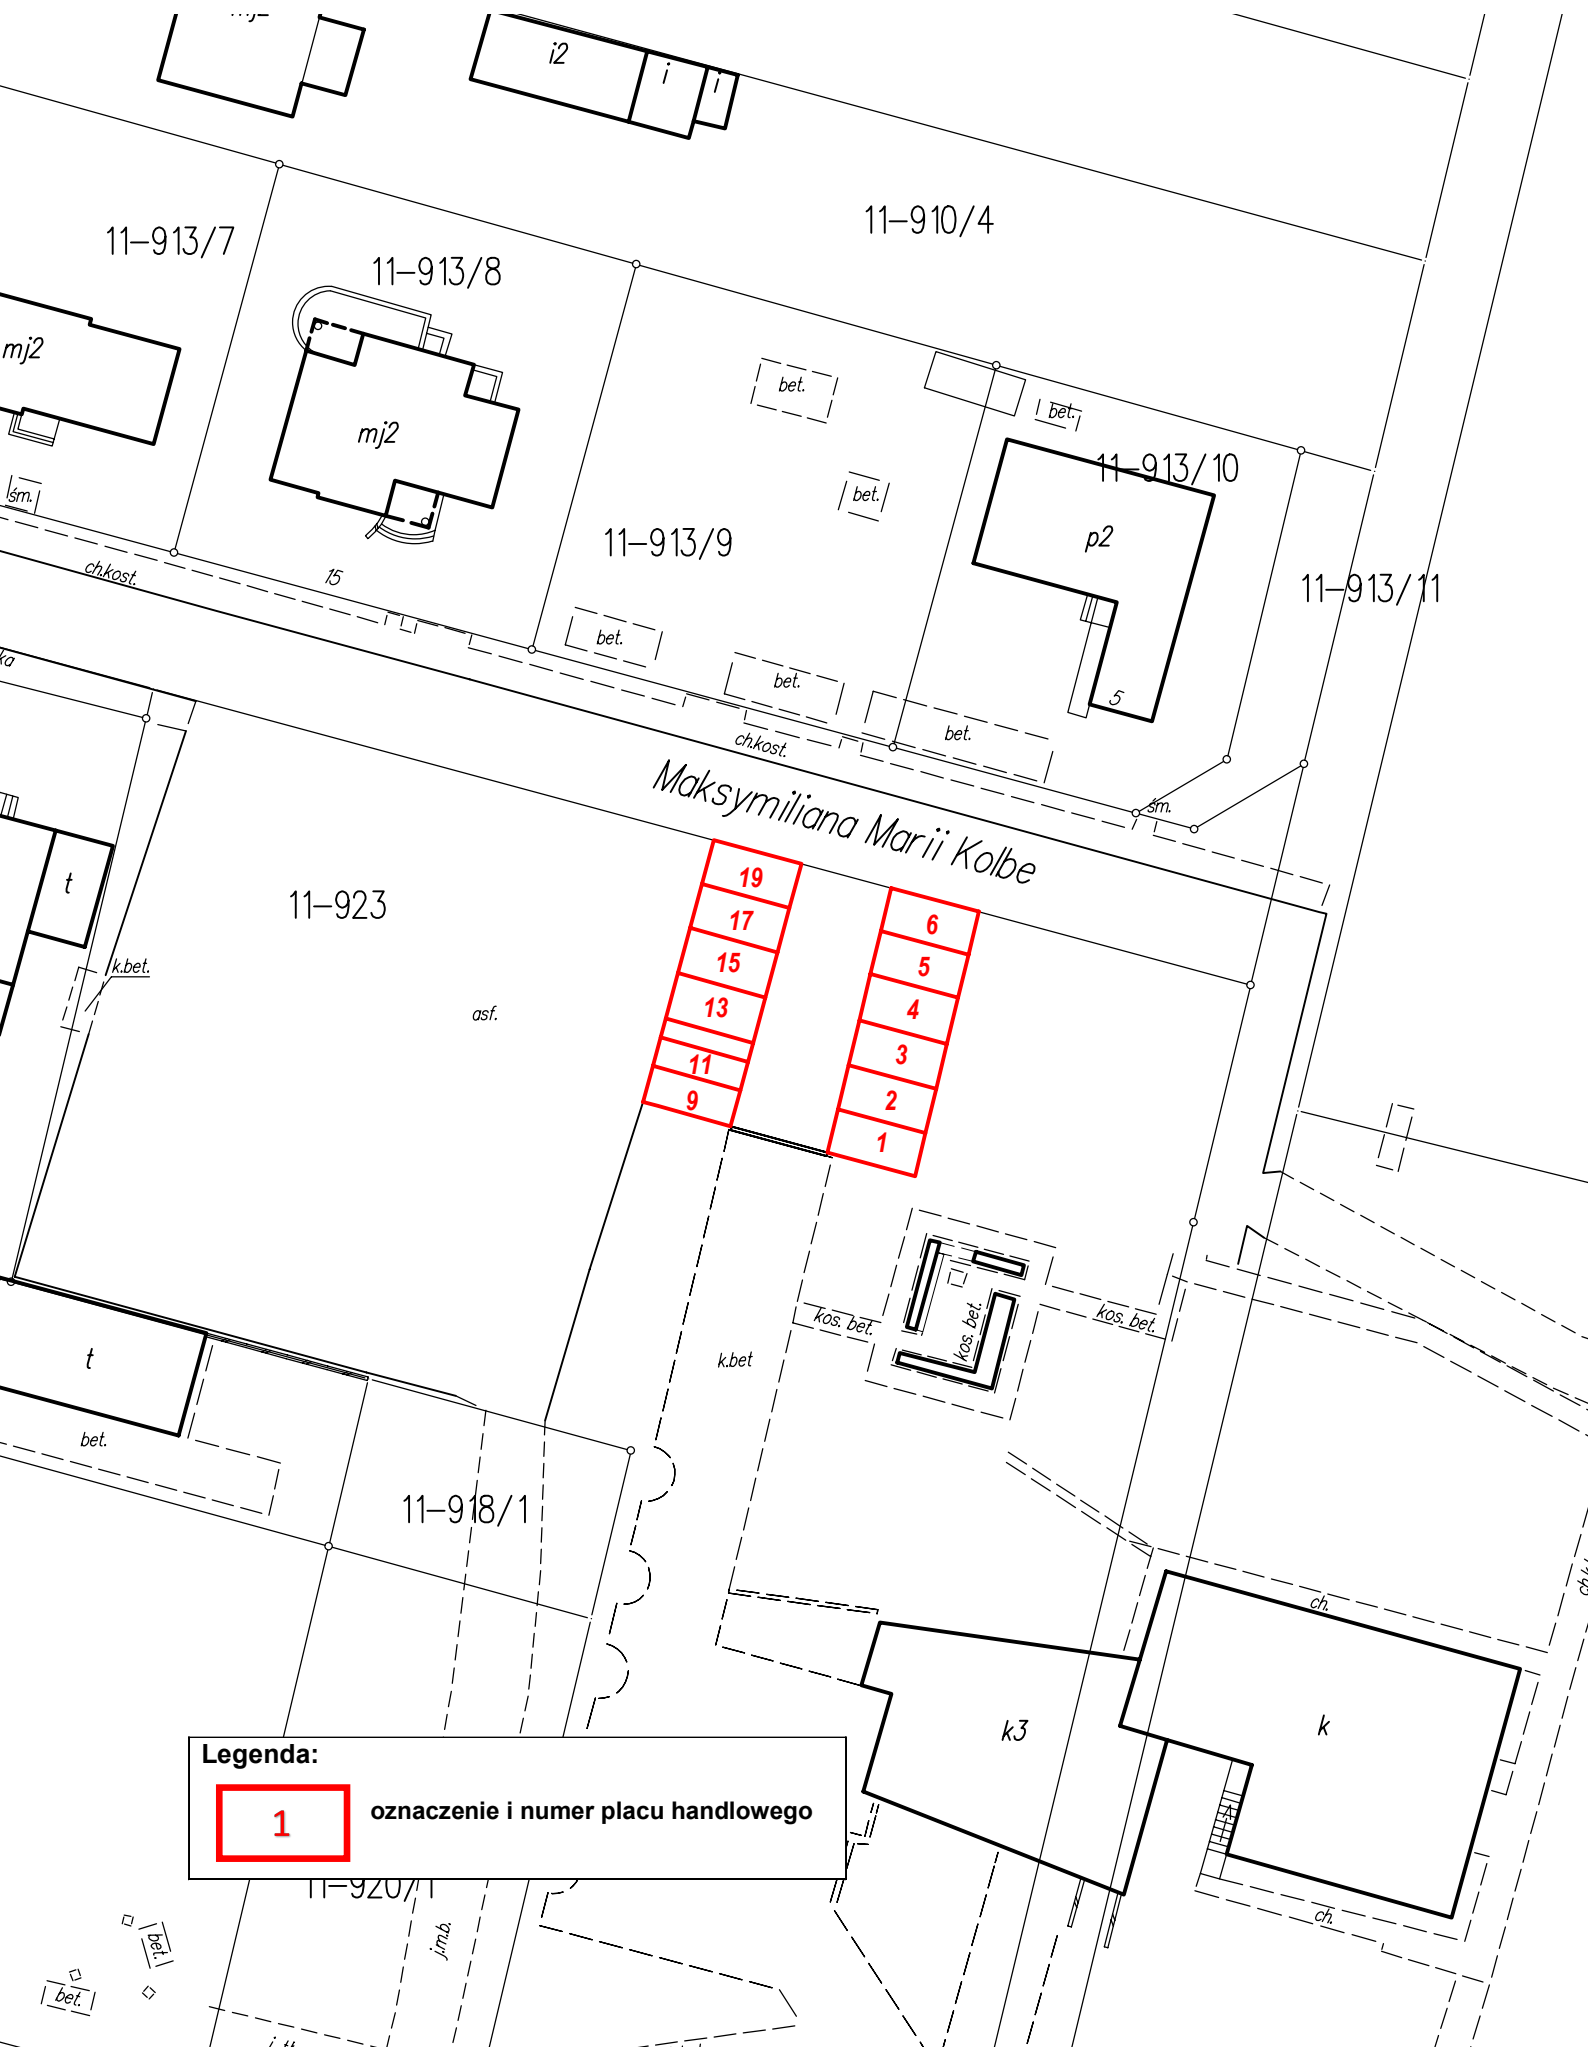 i2
i
i
11-910/4
11-913/7
11-913/8
mj2
bet.
bet.
mj2
11-913/10
śm.
bet.
p2
11-913/9
ch.kost.
15
11-913/11
bet.
bet.
5
bet.
ch.kost.
Maksymiliana Marii Kolbe
śm.
t
19
11-923
17
6
15
5
k.bet.
13
4
asf.
3
11
9
2
1
kos. bet.
kos. bet.
kos. bet.
k.bet
t
bet.
11-918/1
ch.
k3
k
Legenda:
1
oznaczenie i numer placu handlowego
11-920/1
ch.
j.m.b.
bet.
bet.